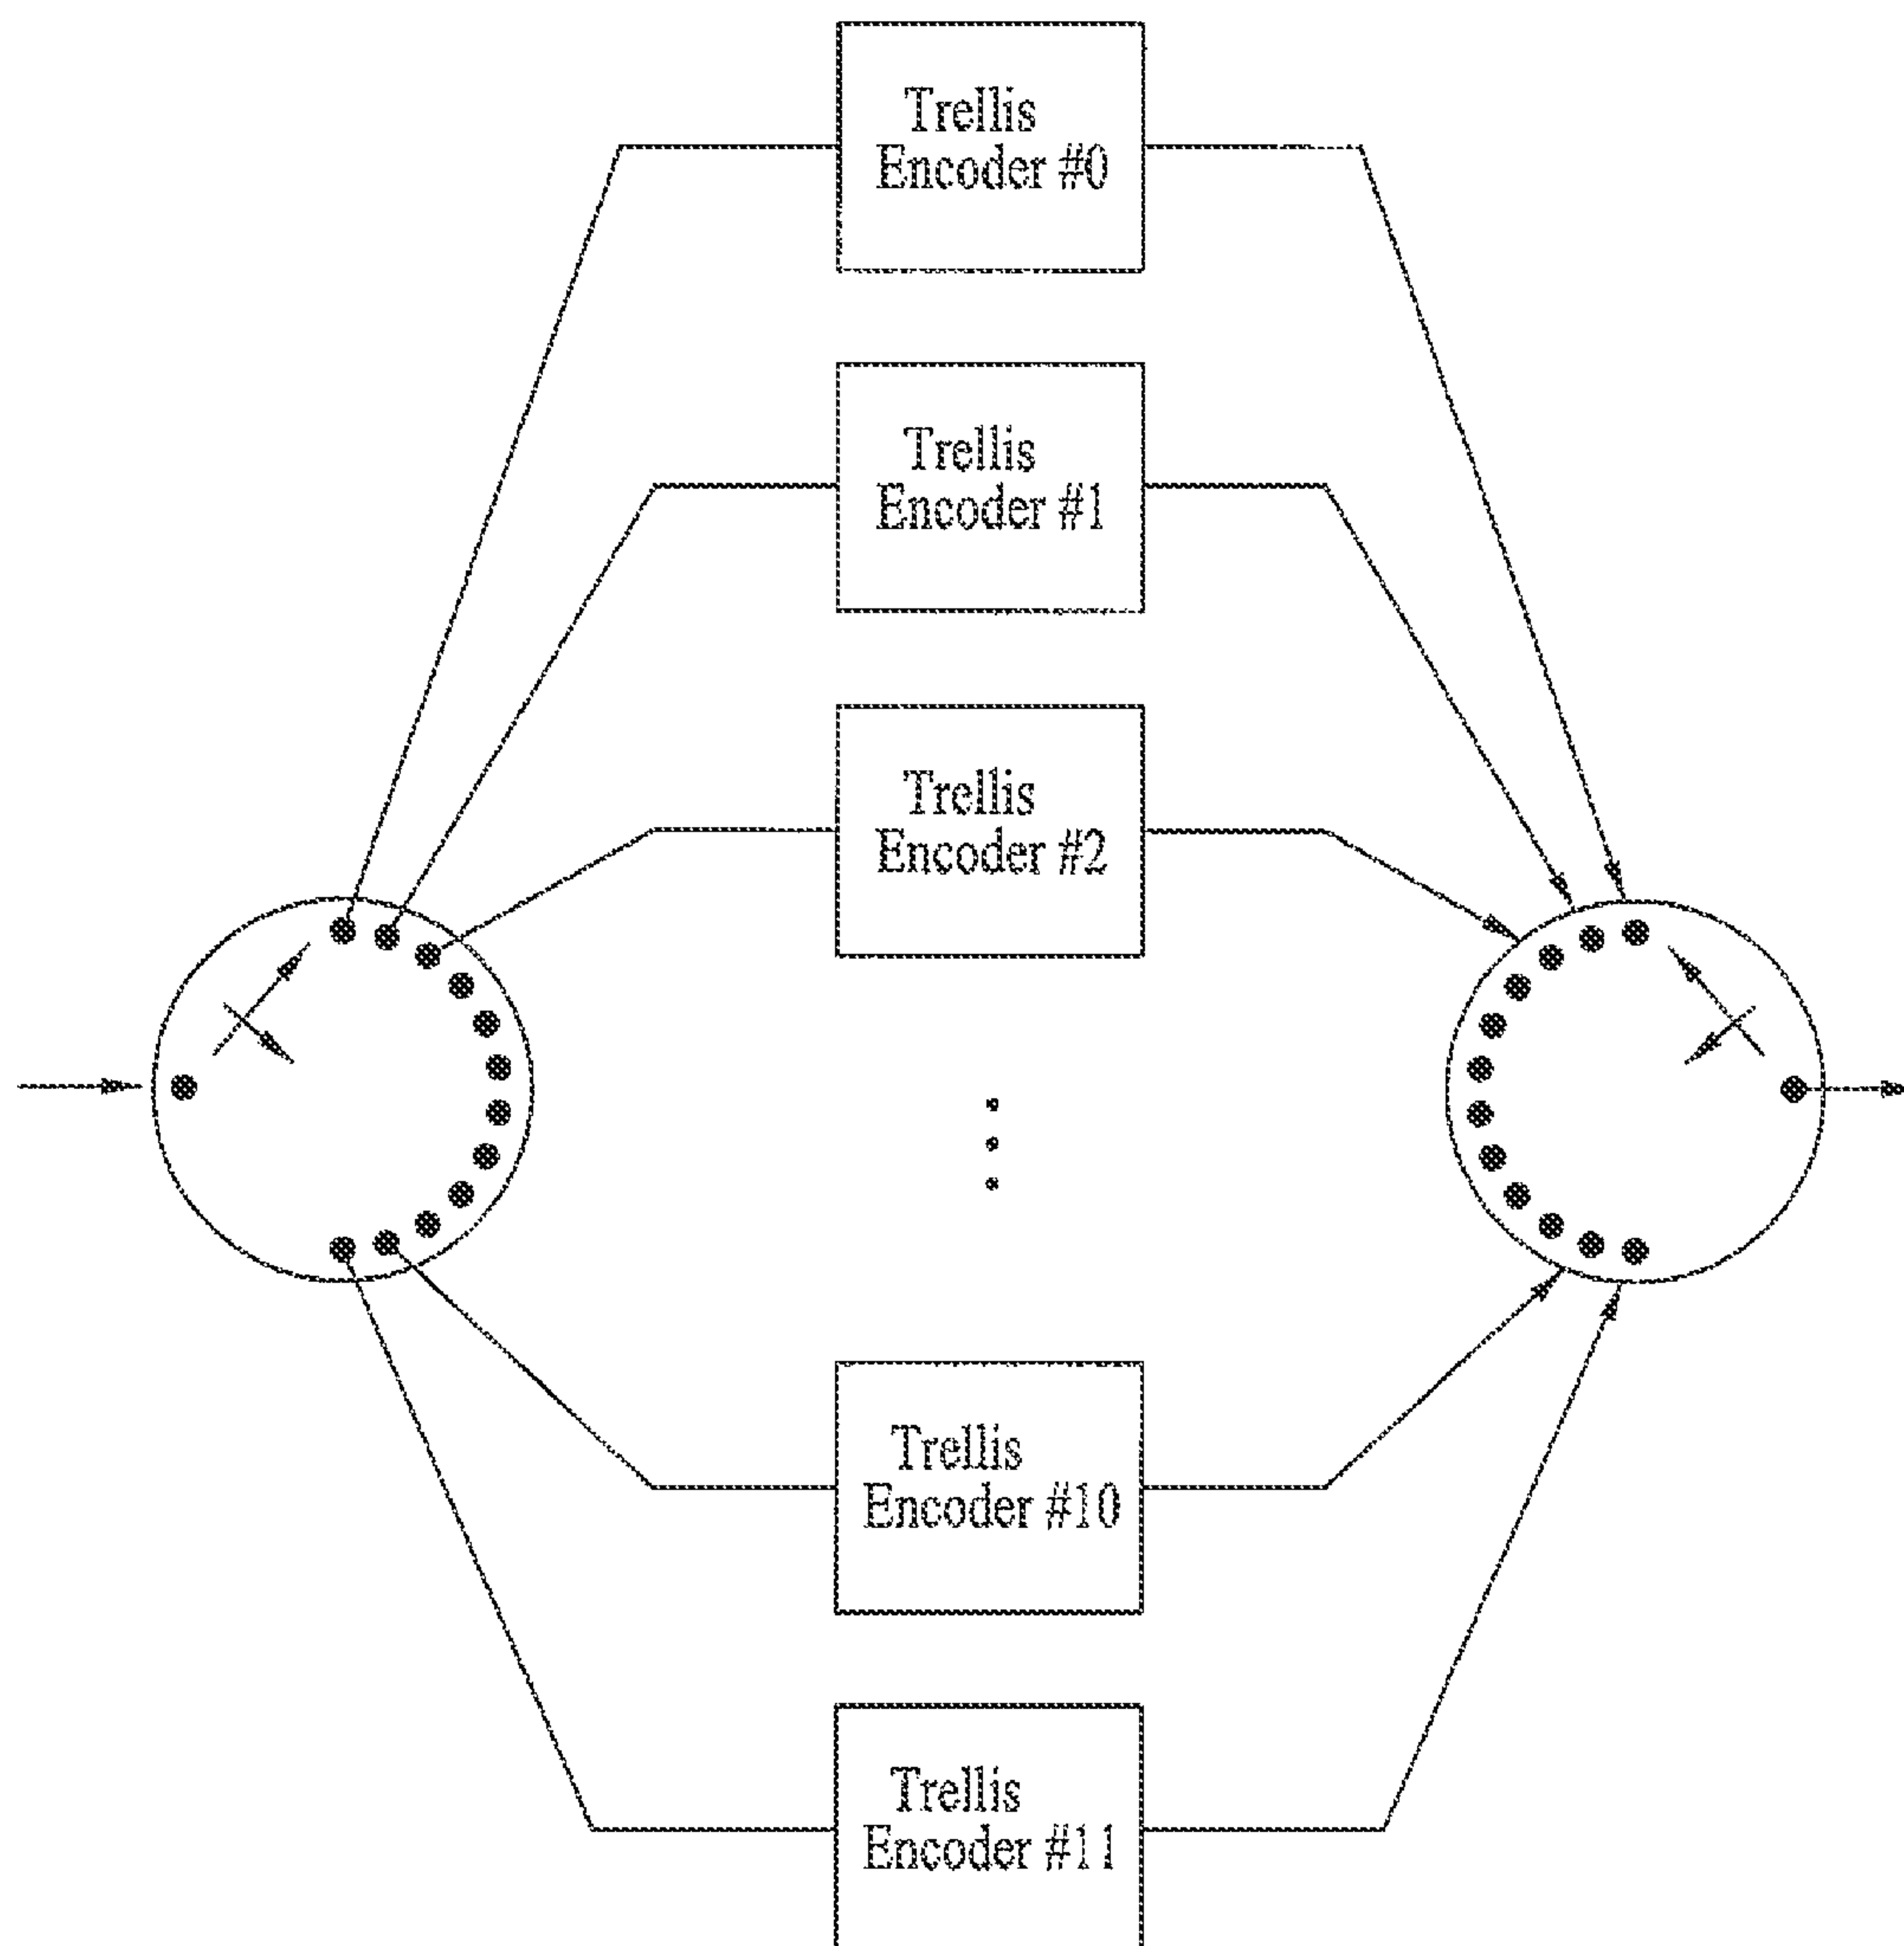 Trellis
Encoder #0
Trellis
Encoder #1
Trellis
Encoder #2
Trellis
Encoder #10
Trellis
Encoder #11